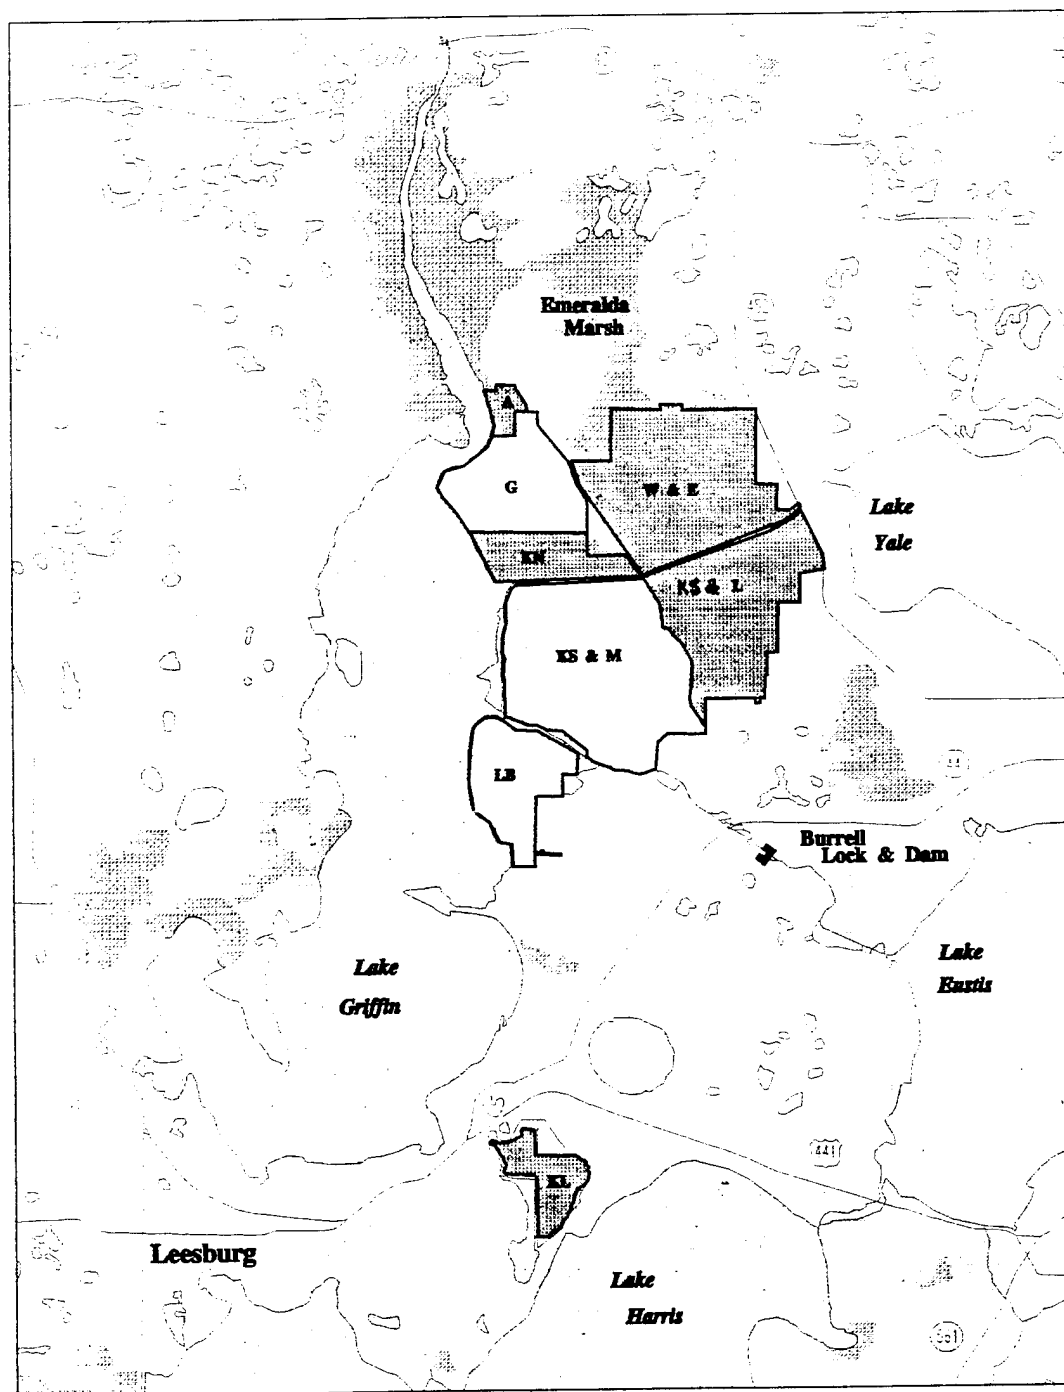 Emeralda
Marsh
A
G
W & E
Lake
Yale
KN
KS & L
KS & M
LB
Burrell
Lock & Dam
Lake
Griffin
Lake
Eustis
441
KL
Leesburg
Lake
Harris